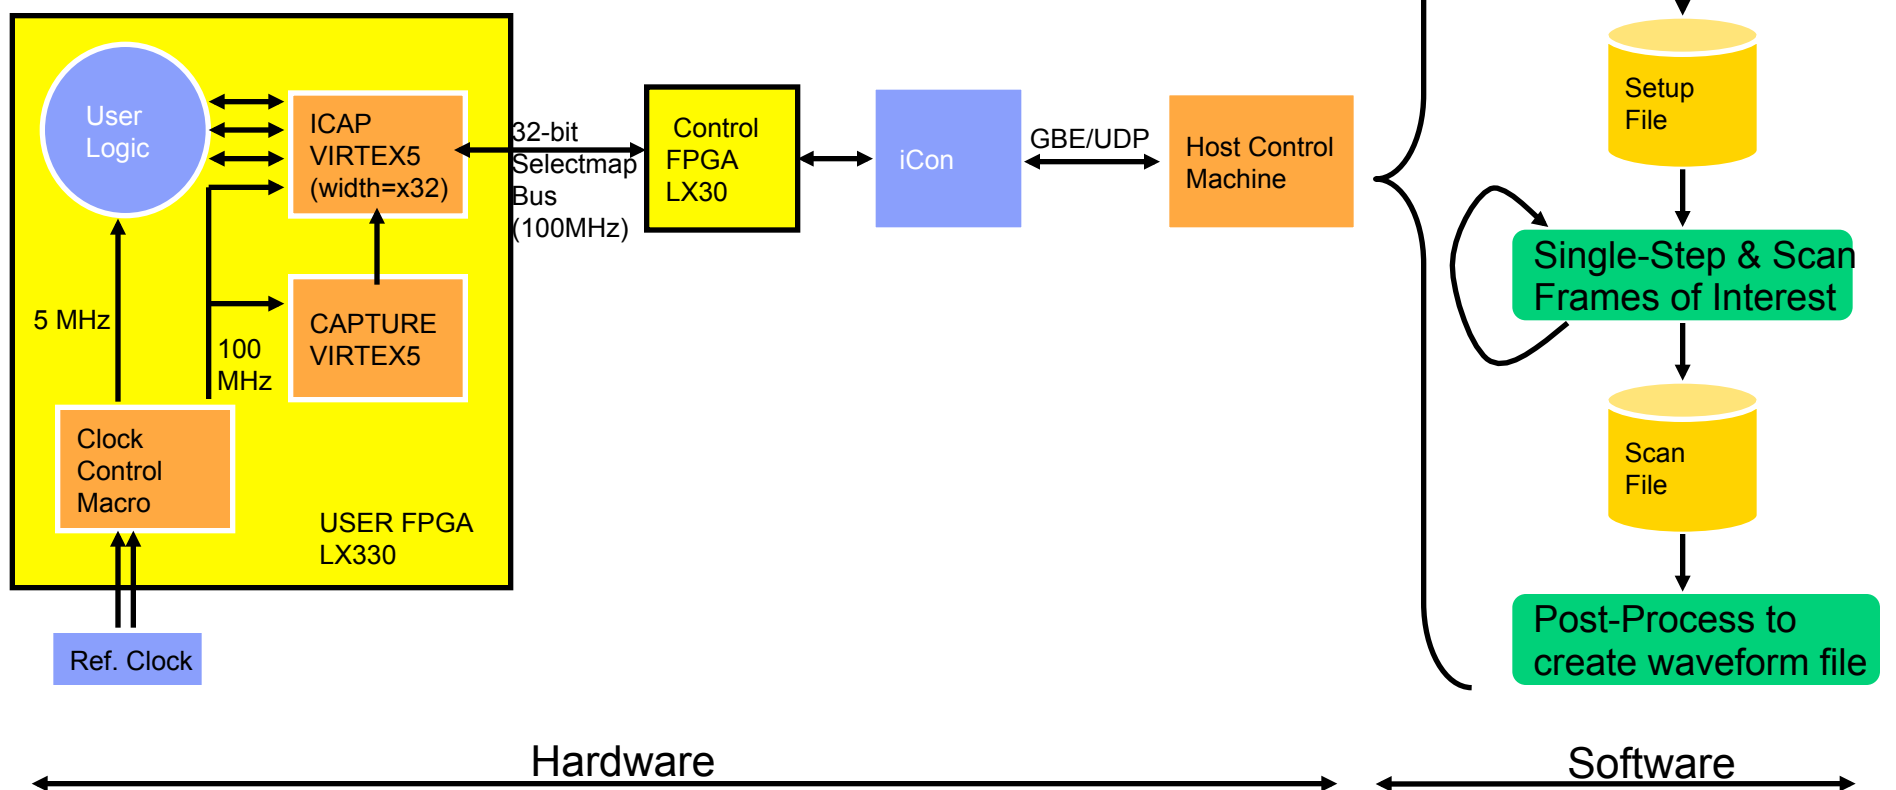 User
Logic
ICAP
VIRTEX5
(width=x32)
32-bit
Selectmap
Bus
(100MHz)
Control
FPGA
LX30
iCon
GBE/UDP
Host Control
Machine
5 MHz
100
MHz
CAPTURE
VIRTEX5
Clock
Control
Macro
USER FPGA
LX330
Ref. Clock
Setup
File
Single-Step & Scan
Frames of Interest
Scan
File
Post-Process to
create waveform file
Hardware
Software